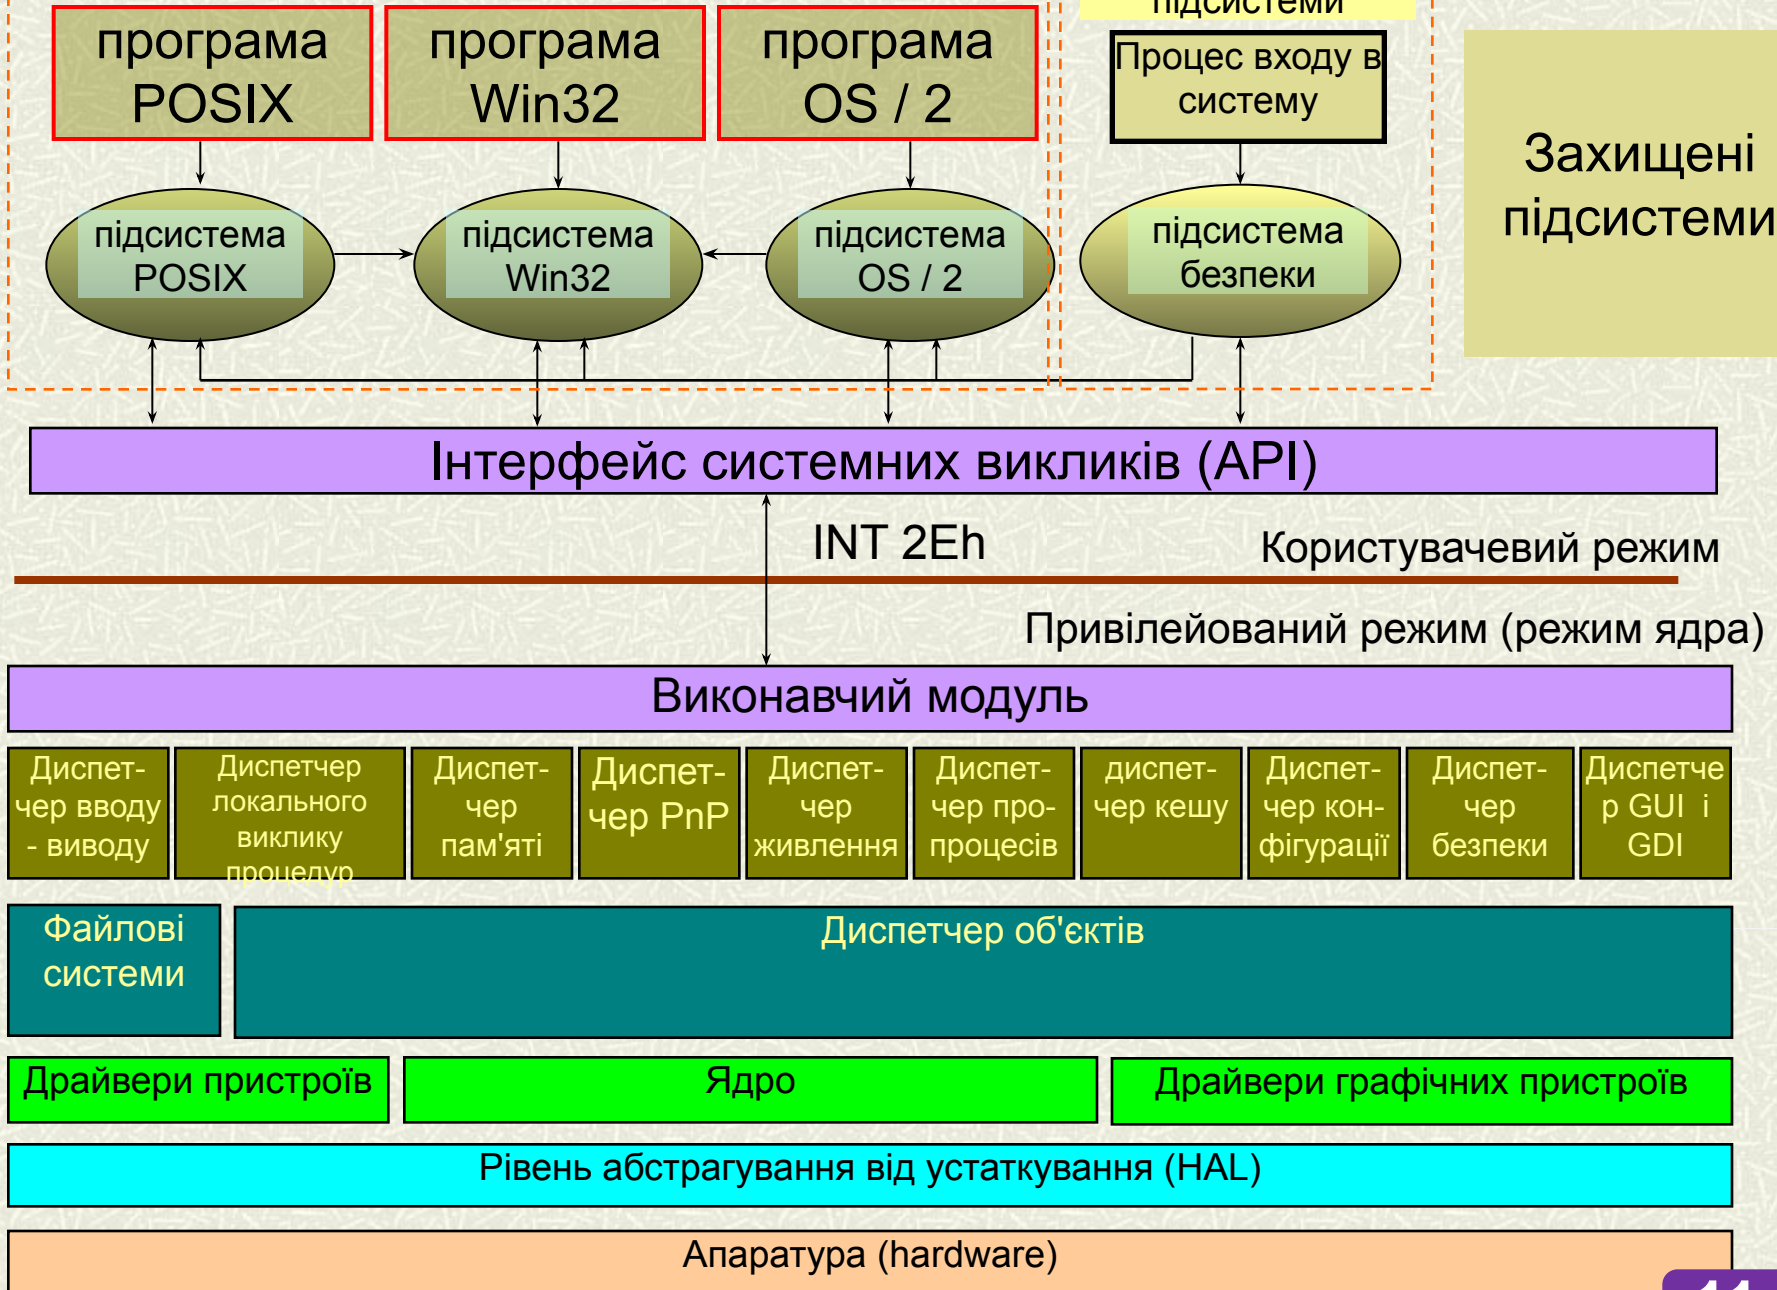 підсистеми
програма
POSIX
програма
Win32
програма
OS / 2
Процес входу в
систему
Захищені
підсистеми
підсистема
POSIX
підсистема
Win32
підсистема
OS / 2
підсистема
безпеки
Інтерфейс системних викликів (API)
INT 2Eh
Користувачевий режим
Привілейований режим (режим ядра)
Виконавчий модуль
Диспет-
чер вводу
- виводу
Диспетчер
локального
виклику
процедур
Диспет-
чер
пам'яті
Диспет-
чер PnP
Диспет-
чер
живлення
Диспет-
чер про-
процесів
диспет-
чер кешу
Диспет-
чер кон-
фігурації
Диспет-
чер
безпеки
Диспетче
р GUI і
GDI
Файлові
системи
Диспетчер об'єктів
Драйвери пристроїв
Ядро
Драйвери графічних пристроїв
Рівень абстрагування від устаткування (HAL)
Апаратура (hardware)
11